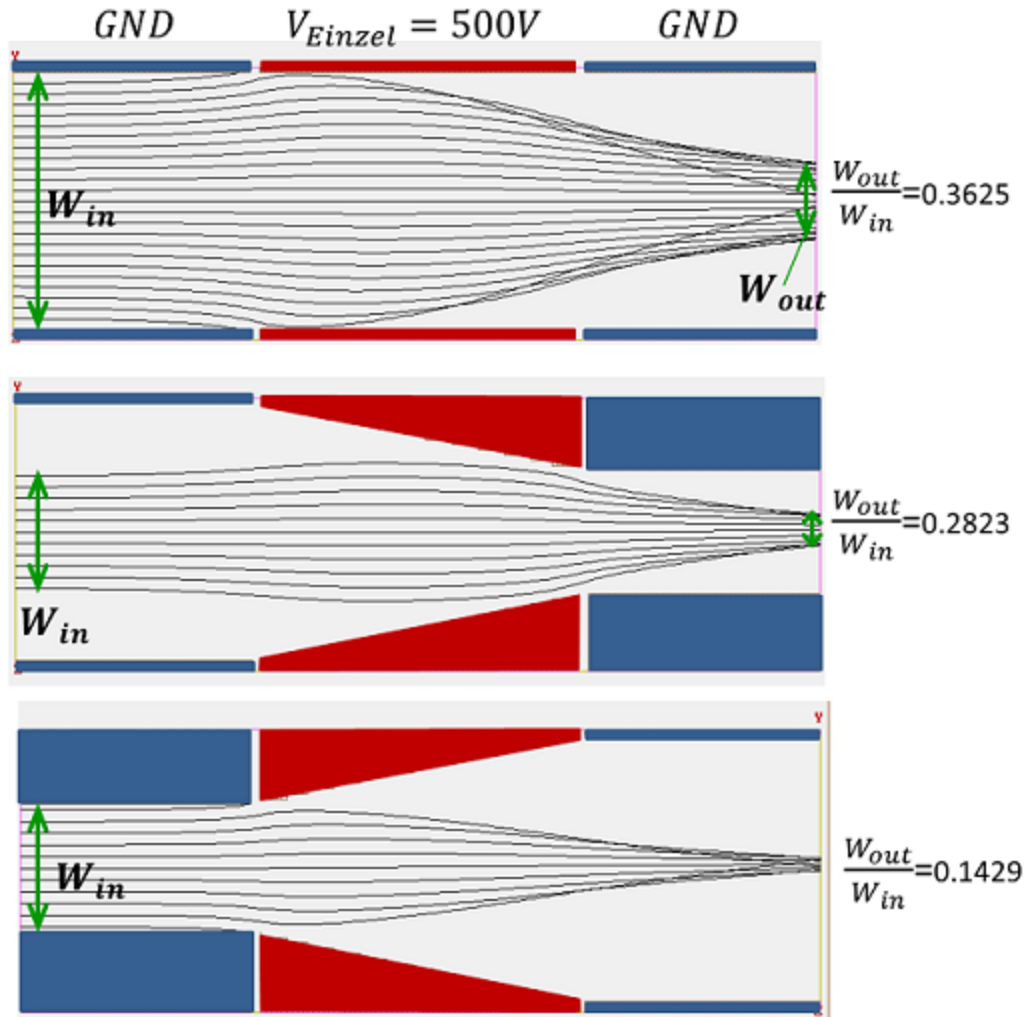 GND V_Einzel = 500V GND
Y
W_in
W_out/W_in=0.3625
W_out
Y
W_out/W_in=0.2823
W_in
Y
W_in
W_out/W_in=0.1429